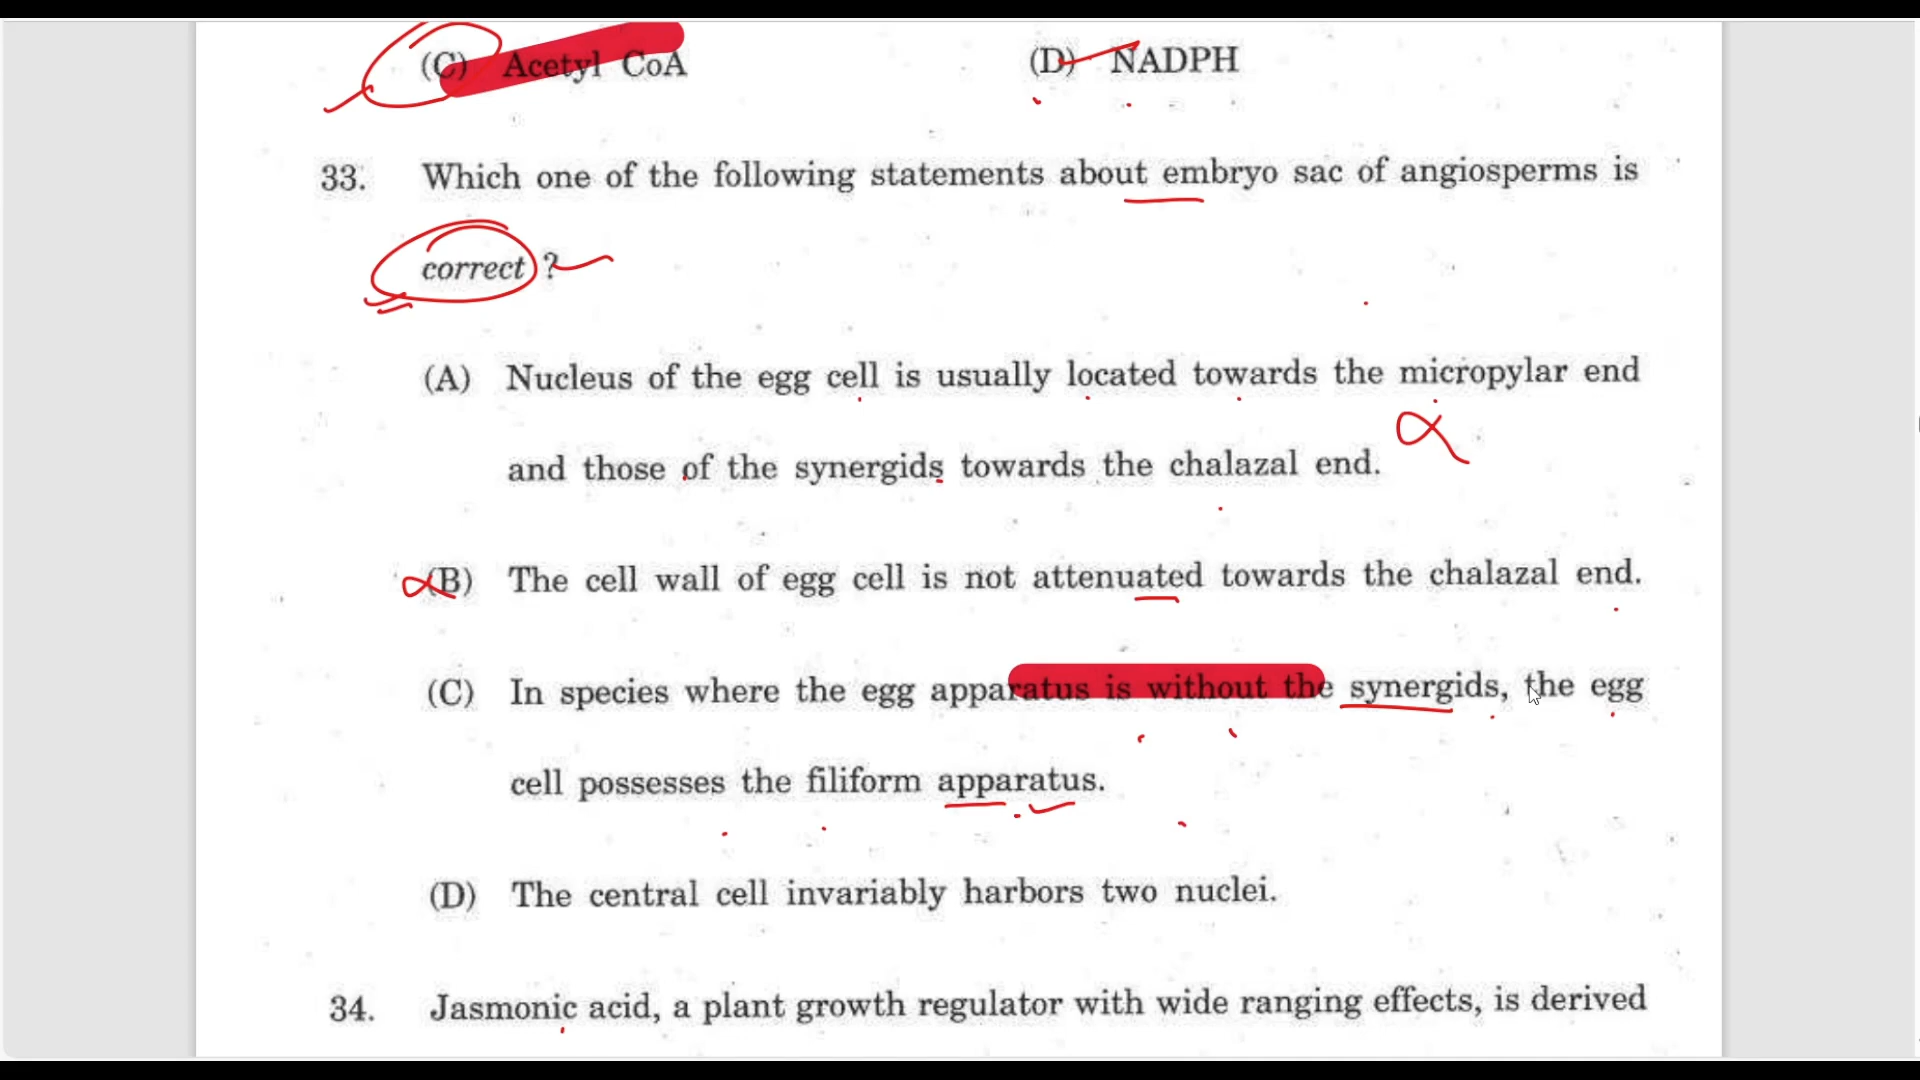 (C) Acetyl CoA (D) NADPH
33. Which one of the following statements about embryo sac of angiosperms is
correct ?
(A) Nucleus of the egg cell is usually located towards the micropylar end
and those of the synergids towards the chalazal end.
(B) The cell wall of egg cell is not attenuated towards the chalazal end.
(C) In species where the egg apparatus is without the synergids, the egg
cell possesses the filiform apparatus.
(D) The central cell invariably harbors two nuclei.
34. Jasmonic acid, a plant growth regulator with wide ranging effects, is derived